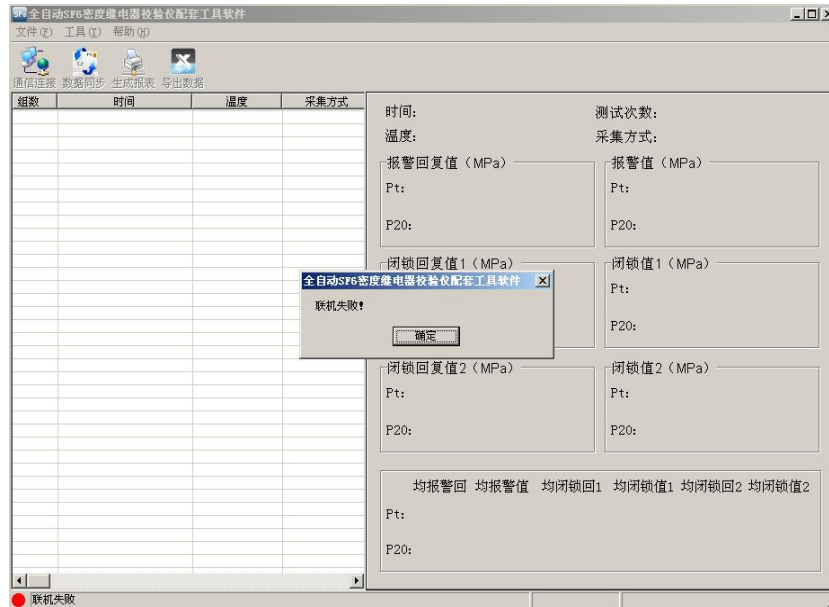 SF6 全自动SF6密度继电器校验仪配套工具软件
文件(F) 工具(T) 帮助(H)
通信连接 数据同步 生成报表 导出数据
组数 时间 温度 采集方式
时间: 测试次数:
温度: 采集方式:
报警回复值（MPa） 报警值（MPa）
Pt: Pt:
P20: P20:
闭锁回复值1（MPa） 闭锁值1（MPa）
全自动SF6密度继电器校验仪配套工具软件
Pt:
联机失败!
P20:
确定
闭锁回复值2（MPa） 闭锁值2（MPa）
Pt: Pt:
P20: P20:
均报警回 均报警值 均闭锁回1 均闭锁值1 均闭锁回2 均闭锁值2
Pt:
P20:
联机失败